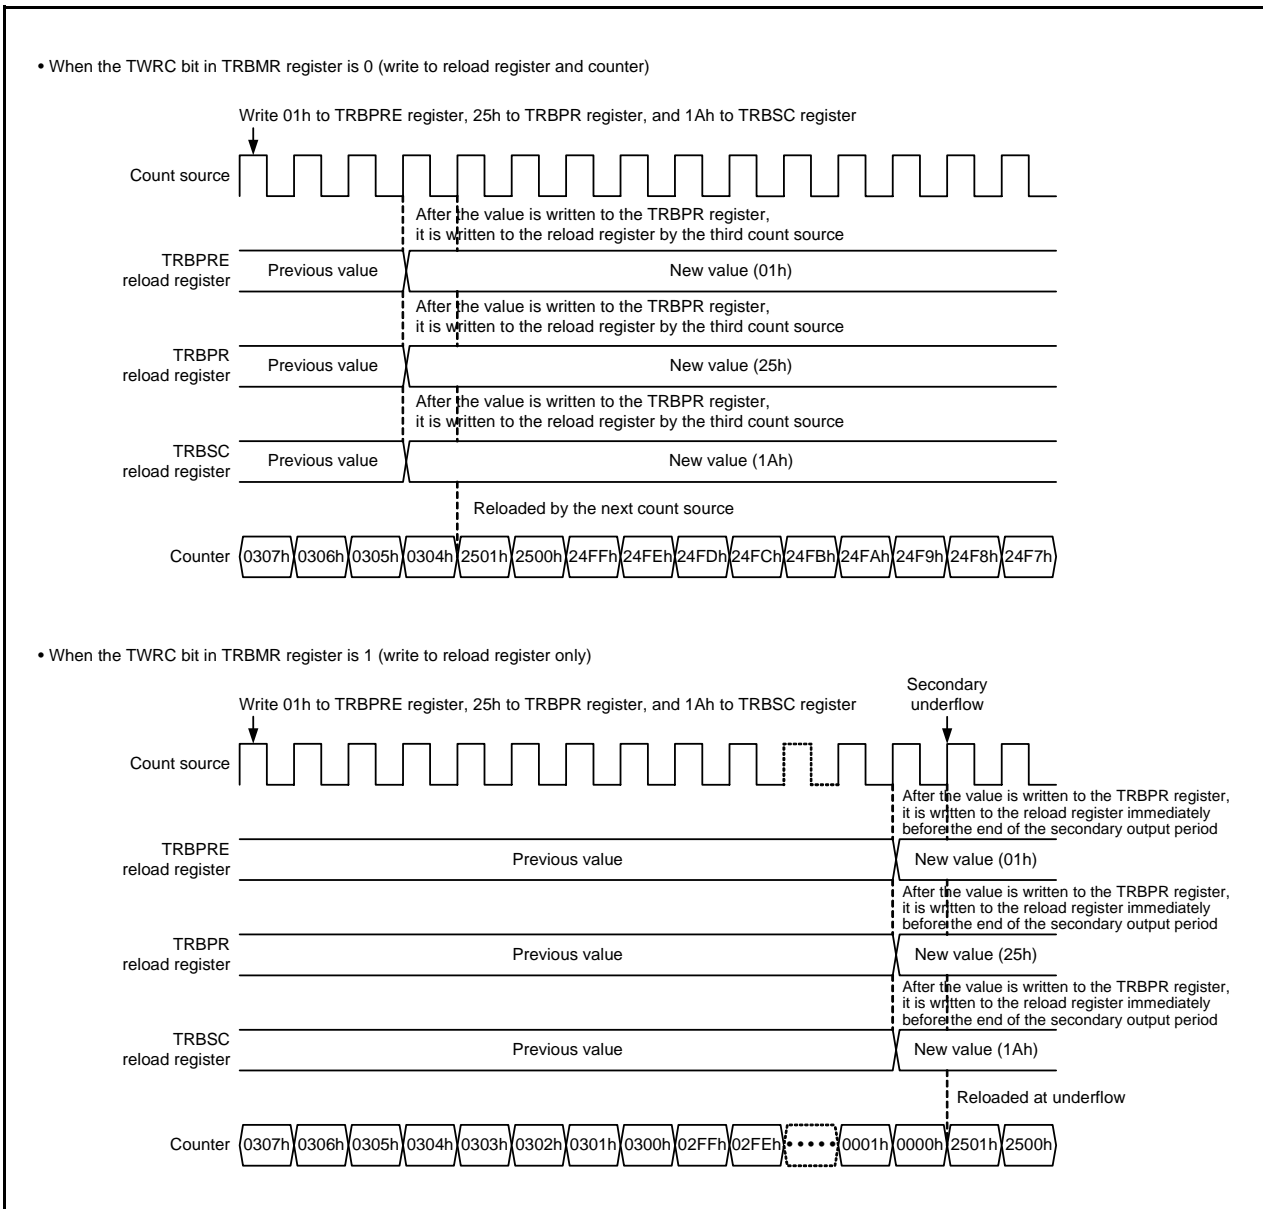 • When the TWRC bit in TRBMR register is 0 (write to reload register and counter)
Write 01h to TRBPRE register, 25h to TRBPR register, and 1Ah to TRBSC register
Count source
After the value is written to the TRBPR register,
it is written to the reload register by the third count source
TRBPRE
reload register
Previous value
New value (01h)
After the value is written to the TRBPR register,
it is written to the reload register by the third count source
TRBPR
reload register
Previous value
New value (25h)
After the value is written to the TRBPR register,
it is written to the reload register by the third count source
TRBSC
reload register
Previous value
New value (1Ah)
Reloaded by the next count source
Counter 0307h 0306h 0305h 0304h 2501h 2500h 24FFh 24FEh 24FDh 24FCh 24FBh 24FAh 24F9h 24F8h 24F7h
• When the TWRC bit in TRBMR register is 1 (write to reload register only)
Secondary
underflow
Write 01h to TRBPRE register, 25h to TRBPR register, and 1Ah to TRBSC register
Count source
After the value is written to the TRBPR register,
it is written to the reload register immediately
before the end of the secondary output period
TRBPRE
reload register
Previous value
New value (01h)
After the value is written to the TRBPR register,
it is written to the reload register immediately
before the end of the secondary output period
TRBPR
reload register
Previous value
New value (25h)
After the value is written to the TRBPR register,
it is written to the reload register immediately
before the end of the secondary output period
TRBSC
reload register
Previous value
New value (1Ah)
Reloaded at underflow
Counter 0307h 0306h 0305h 0304h 0303h 0302h 0301h 0300h 02FFh 02FEh ••••• 0001h 0000h 2501h 2500h